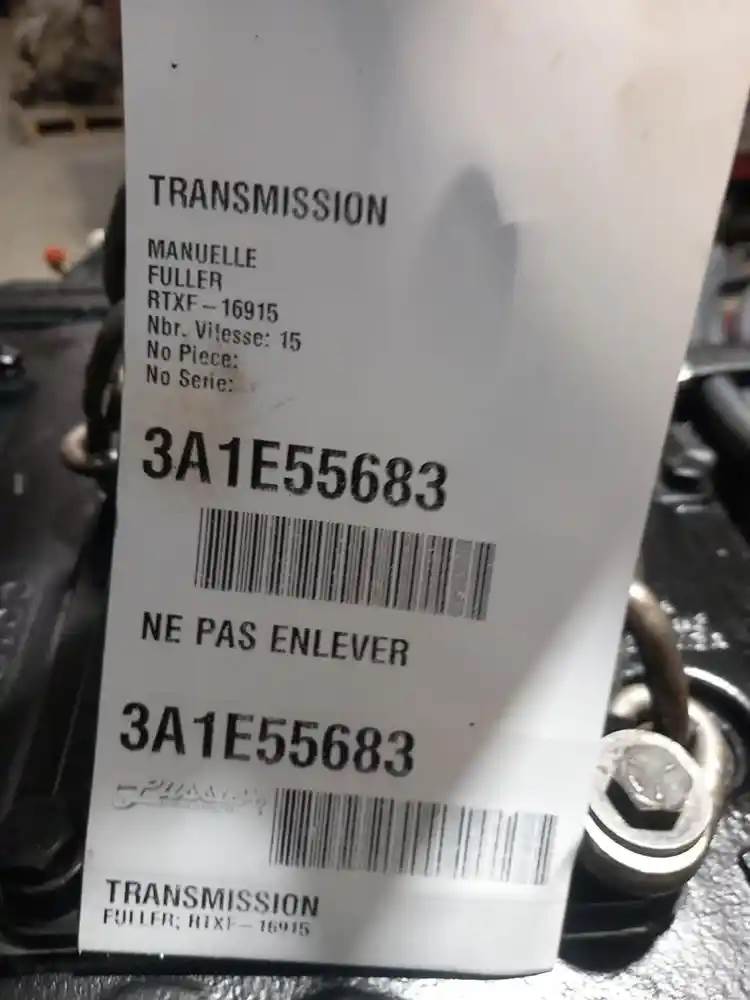 TRANSMISSION
MANUELLE
FULLER
RTXF-16915
Nbr. Vitesse: 15
No Piece:
No Serie:
3A1E55683
NE PAS ENLEVER
3A1E55683
TRANSMISSION
FULLER; RTXF-16915